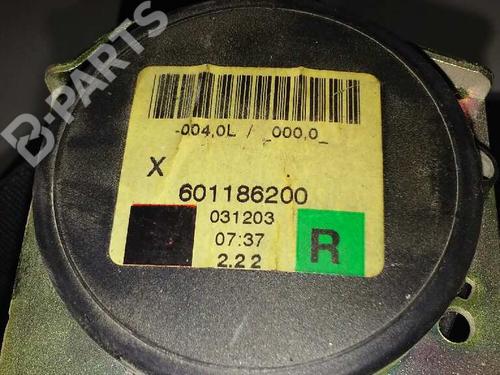 B-PARTS
-004,0L / _000,0_
X
601186200
031203
07:37
2.2 2
R